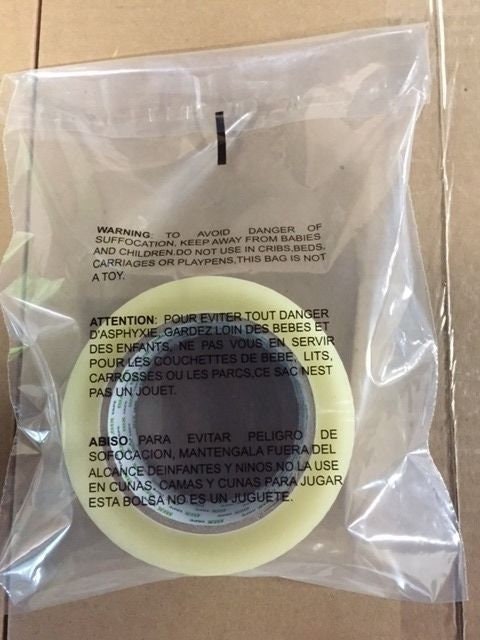 WARNING: TO AVOID DANGER OF
SUFFOCATION, KEEP AWAY FROM BABIES
AND CHILDREN.DO NOT USE IN CRIBS,BEDS,
CARRIAGES OR PLAYPENS.THIS BAG IS NOT
A TOY.
ATTENTION: POUR EVITER TOUT DANGER
D'ASPHYXIE, GARDEZ LOIN DES BEBES ET
DES ENFANTS, NE PAS VOUS EN SERVIR
POUR LES COUCHETTES DE BEBE, LITS,
CARROSSES OU LES PARCS,CE SAC NEST
PAS UN JOUET.
ABISO: PARA EVITAR PELIGRO DE
SOFOCACION, MANTENGALA FUERA DEL
ALCANCE DEINFANTES Y NINOS.NO LA USE
EN CUNAS, CAMAS Y CUNAS PARA JUGAR
ESTA BOLSA NO ES UN JUGUETE.